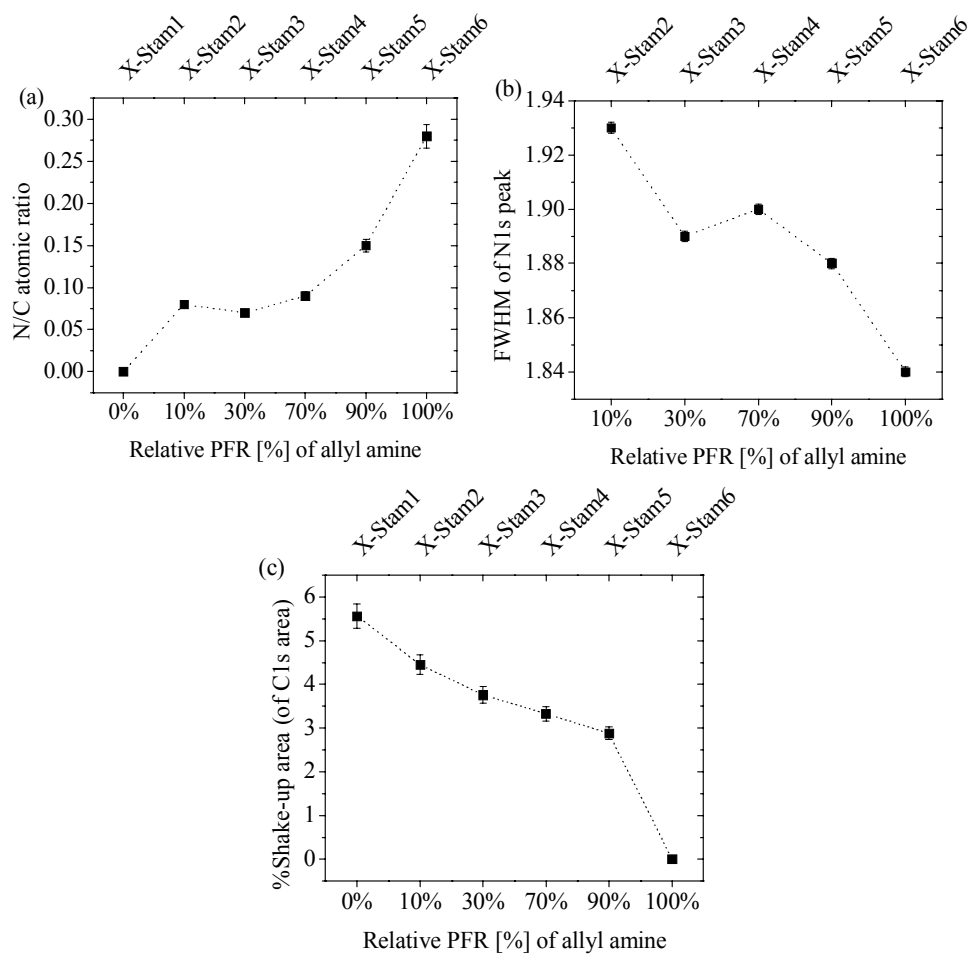 X-Stam1 X-Stam2 X-Stam3 X-Stam4 X-Stam5 X-Stam6
(a)
N/C atomic ratio
0.30
0.25
0.20
0.15
0.10
0.05
0.00
0% 10% 30% 70% 90% 100%
Relative PFR [%] of allyl amine
X-Stam2 X-Stam3 X-Stam4 X-Stam5 X-Stam6
(b)
FWHM of N1s peak
1.94
1.92
1.90
1.88
1.86
1.84
10% 30% 70% 90% 100%
Relative PFR [%] of allyl amine
X-Stam1 X-Stam2 X-Stam3 X-Stam4 X-Stam5 X-Stam6
(c)
%Shake-up area (of C1s area)
6
5
4
3
2
1
0
0% 10% 30% 70% 90% 100%
Relative PFR [%] of allyl amine